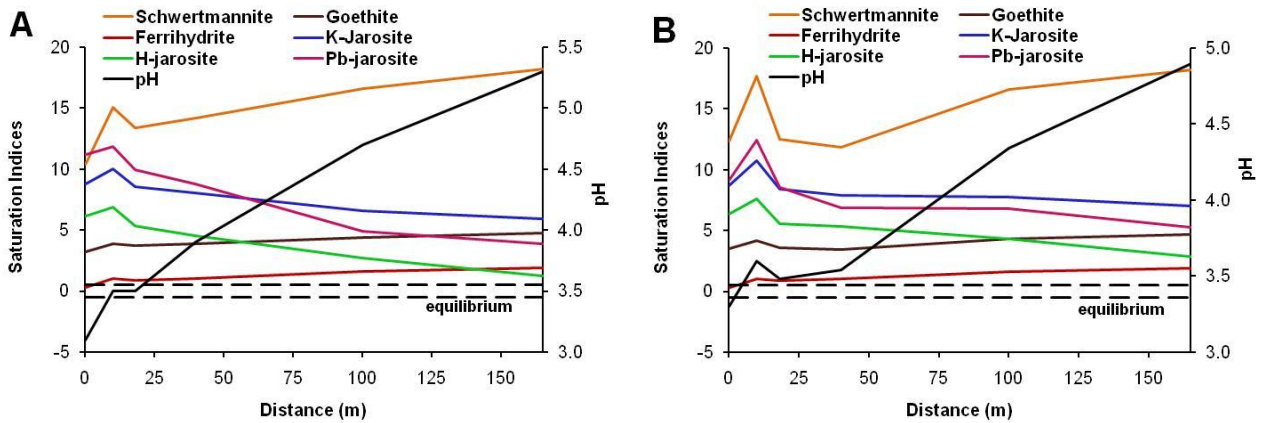 A
Schwertmannite
Goethite
Ferrihydrite
K-Jarosite
H-jarosite
Pb-jarosite
pH
20
15
10
5
0
-5
Saturation Indices
5.5
5.0
4.5
4.0
3.5
3.0
pH
equilibrium
0 25 50 75 100 125 150
Distance (m)
B
Schwertmannite
Goethite
Ferrihydrite
K-Jarosite
H-jarosite
Pb-jarosite
pH
20
15
10
5
0
-5
Saturation Indices
5.0
4.5
4.0
3.5
3.0
pH
equilibrium
0 25 50 75 100 125 150
Distance (m)